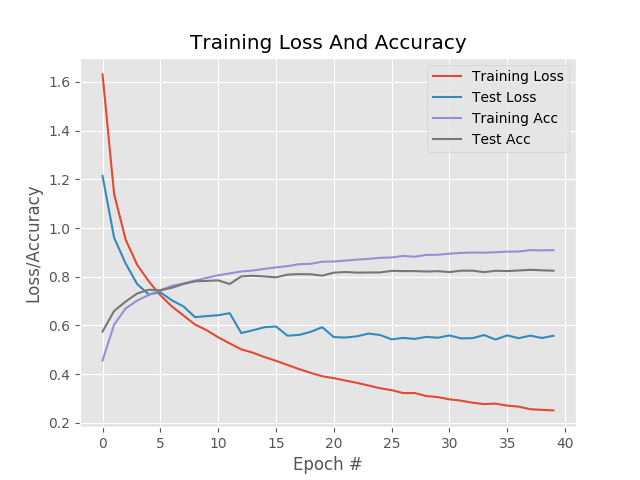 Training Loss And Accuracy
Training Loss
Test Loss
Training Acc
Test Acc
Loss/Accuracy
1.6
1.4
1.2
1.0
0.8
0.6
0.4
0.2
0 5 10 15 20 25 30 35 40
Epoch #